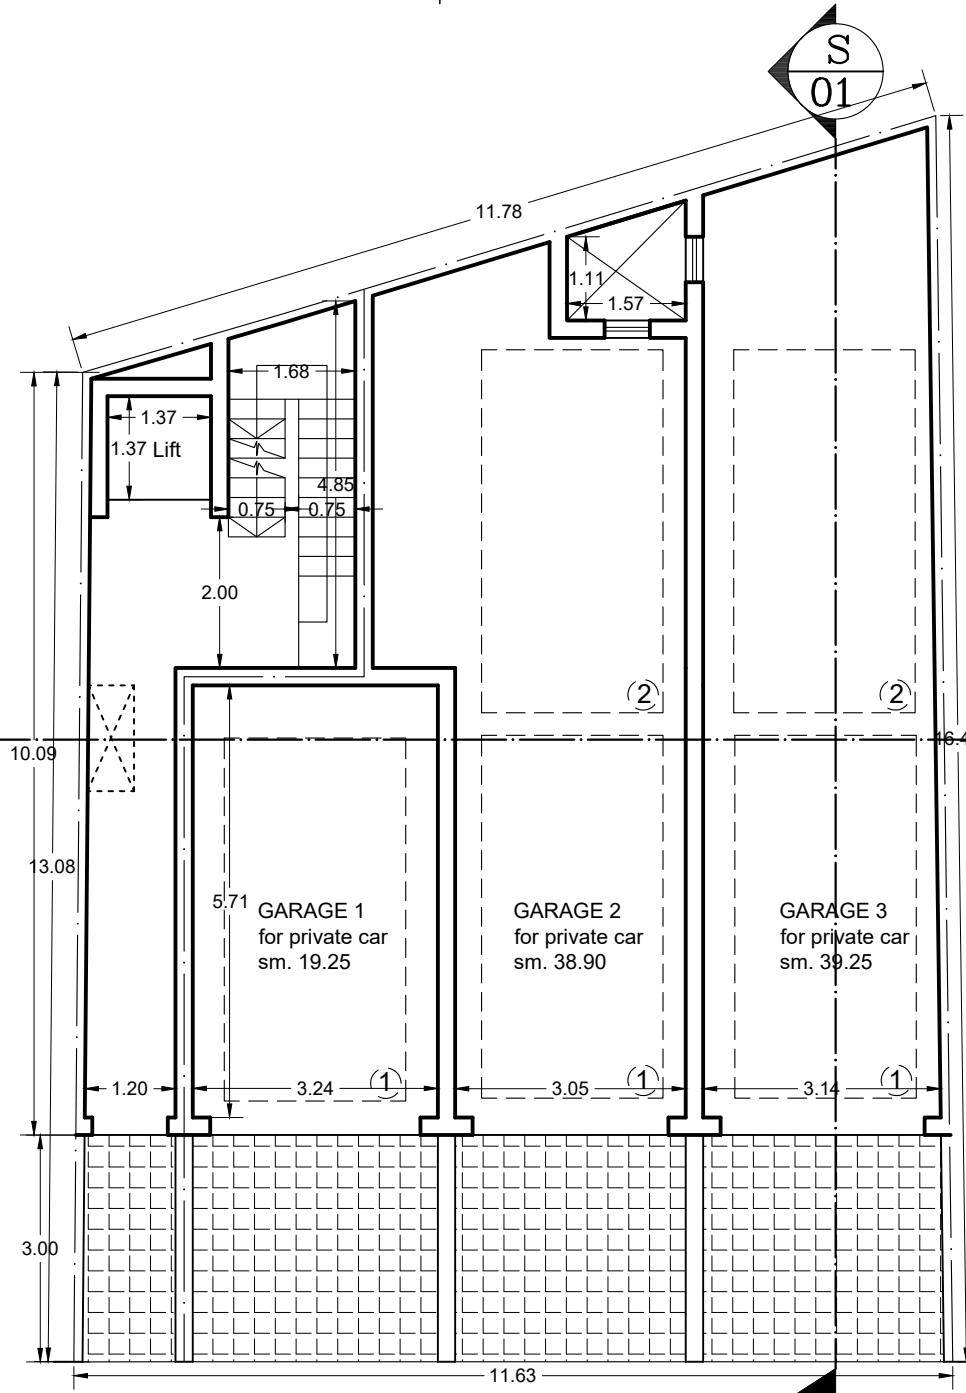 S
01
11.78
1.11
1.57
1.68
1.37
1.37 Lift
4.85
0.75
0.75
2.00
2
2
10.09
16.4
13.08
5.71
GARAGE 1
for private car
sm. 19.25
GARAGE 2
for private car
sm. 38.90
GARAGE 3
for private car
sm. 39.25
1.20
3.24
1
3.05
1
3.14
1
3.00
11.63